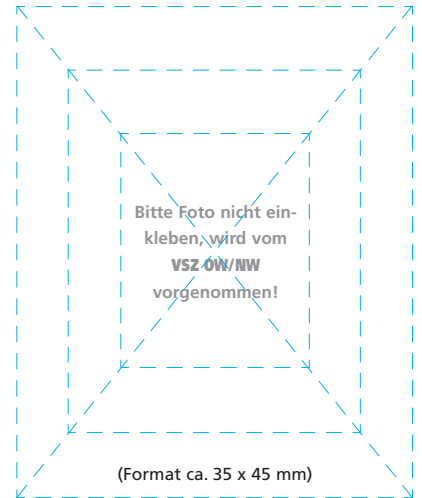 Bitte Foto nicht ein-
kleben, wird vom
VSZ OW/NW
vorgenommen!
(Format ca. 35 x 45 mm)